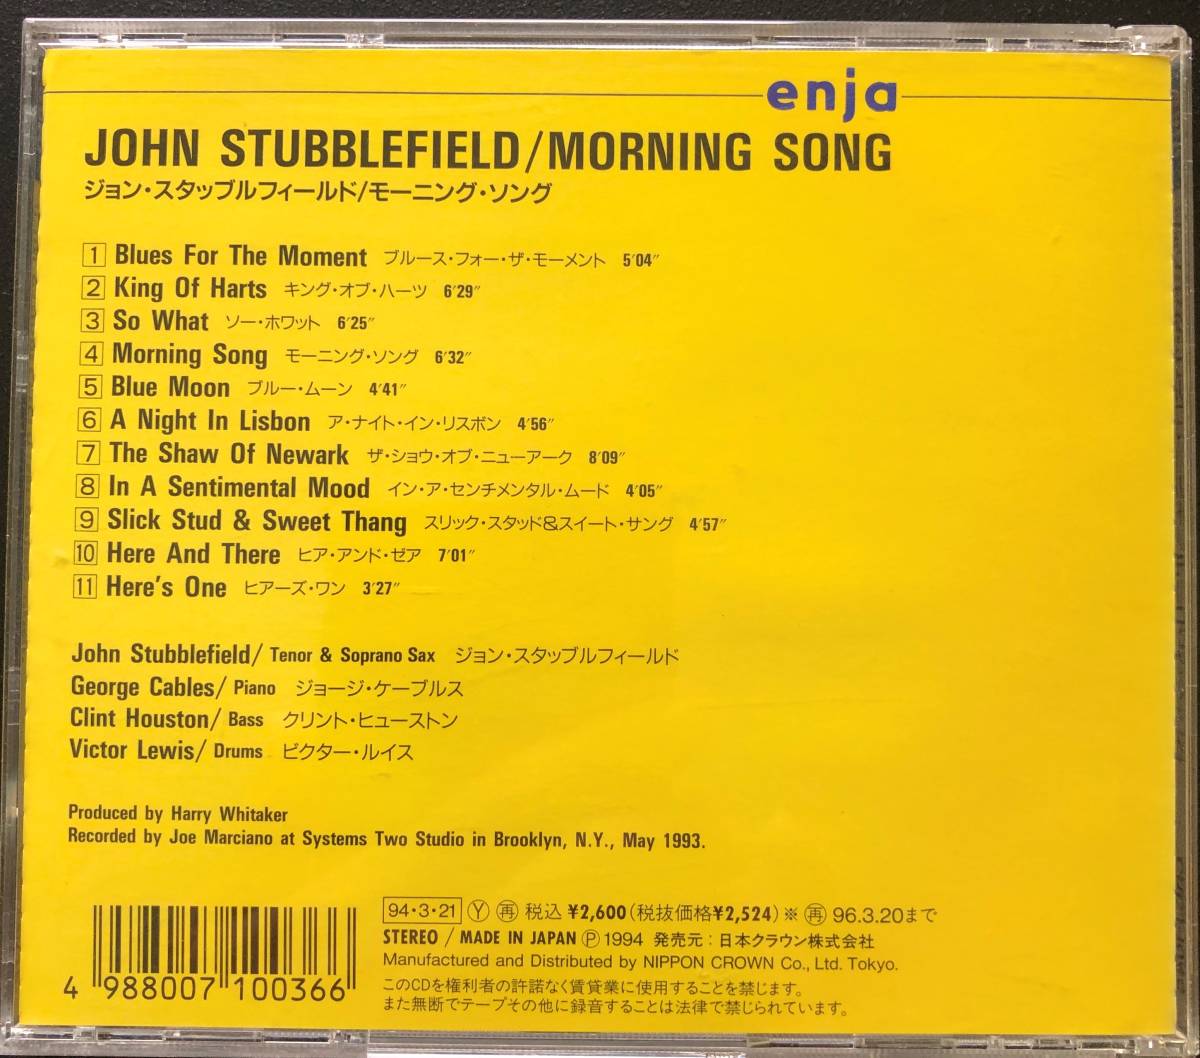 enja
JOHN STUBBLEFIELD/MORNING SONG
ジョン・スタッブルフィールド/モーニング・ソング
1 Blues For The Moment ブルース・フォー・ザ・モーメント 5′04″
2 King Of Harts キング・オブ・ハーツ 6′29″
3 So What ソー・ホワット 6′25″
4 Morning Song モーニング・ソング 6′32″
5 Blue Moon ブルー・ムーン 4′41″
6 A Night In Lisbon ア・ナイト・イン・リスボン 4′56″
7 The Shaw Of Newark ザ・ショウ・オブ・ニューアーク 8′09″
8 In A Sentimental Mood イン・ア・センチメンタル・ムード 4′05″
9 Slick Stud & Sweet Thang スリック・スタッド&スイート・サング 4′57″
10 Here And There ヒア・アンド・ゼア 7′01″
11 Here's One ヒアーズ・ワン 3′27″
John Stubblefield/ Tenor & Soprano Sax ジョン・スタッブルフィールド
George Cables/ Piano ジョージ・ケーブルス
Clint Houston/ Bass クリント・ヒューストン
Victor Lewis/ Drums ビクター・ルイス
Produced by Harry Whitaker
Recorded by Joe Marciano at Systems Two Studio in Brooklyn, N.Y., May 1993.
94・3・21 Ⓨ ㊢ 税込 ¥2,600(税抜価格¥2,524)※ 再 96.3.20まで
STEREO / MADE IN JAPAN Ⓟ 1994 発売元:日本クラウン株式会社
Manufactured and Distributed by NIPPON CROWN Co., Ltd. Tokyo.
このCDを権利者の許諾なく賃貸業に使用することを禁じます。
また無断でテープその他に録音することは法律で禁じられています。
4 988007 100366